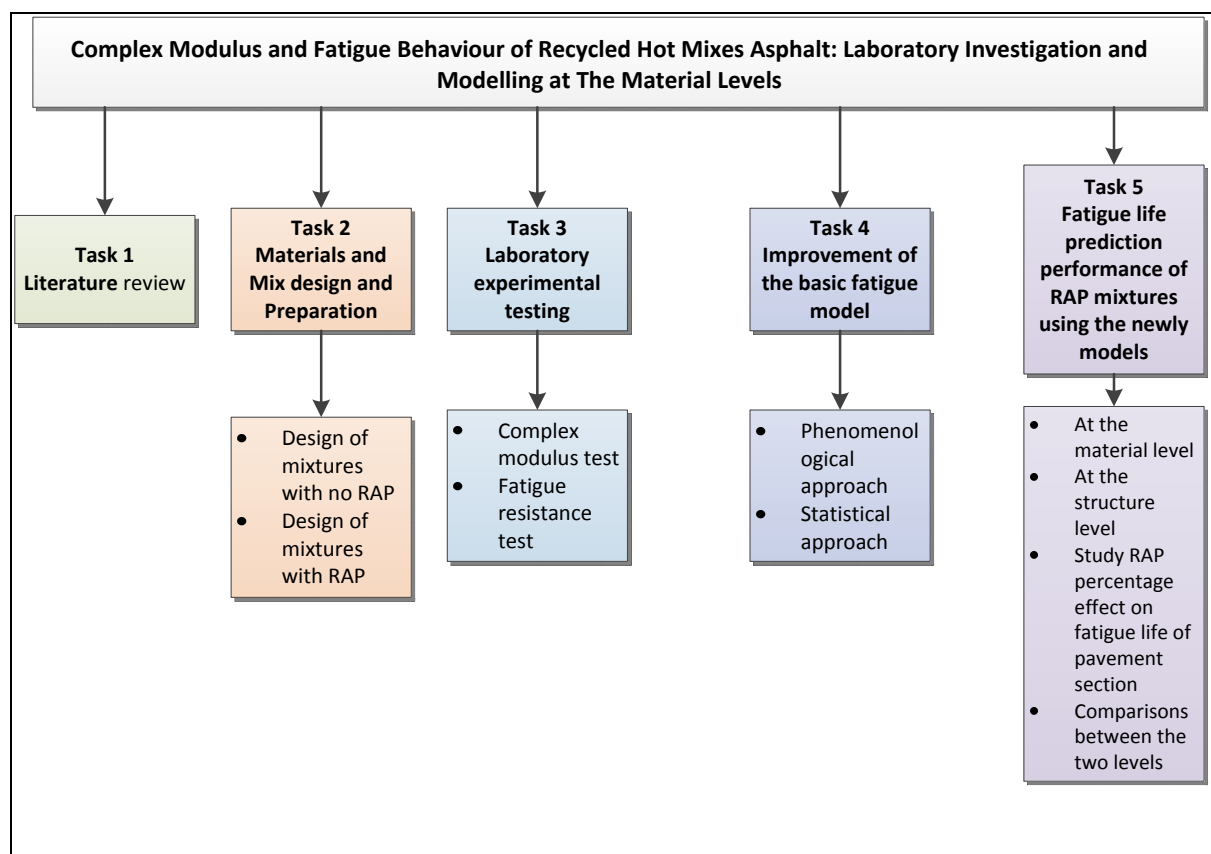 Complex Modulus and Fatigue Behaviour of Recycled Hot Mixes Asphalt: Laboratory Investigation and
Modelling at The Material Levels
Task 1
Literature review
Task 2
Materials and
Mix design and
Preparation
• Design of
mixtures
with no RAP
• Design of
mixtures
with RAP
Task 3
Laboratory
experimental
testing
• Complex
modulus test
• Fatigue
resistance
test
Task 4
Improvement of
the basic fatigue
model
• Phenomenol
ogical
approach
• Statistical
approach
Task 5
Fatigue life
prediction
performance of
RAP mixtures
using the newly
models
• At the
material level
• At the
structure
level
• Study RAP
percentage
effect on
fatigue life of
pavement
section
• Comparisons
between the
two levels